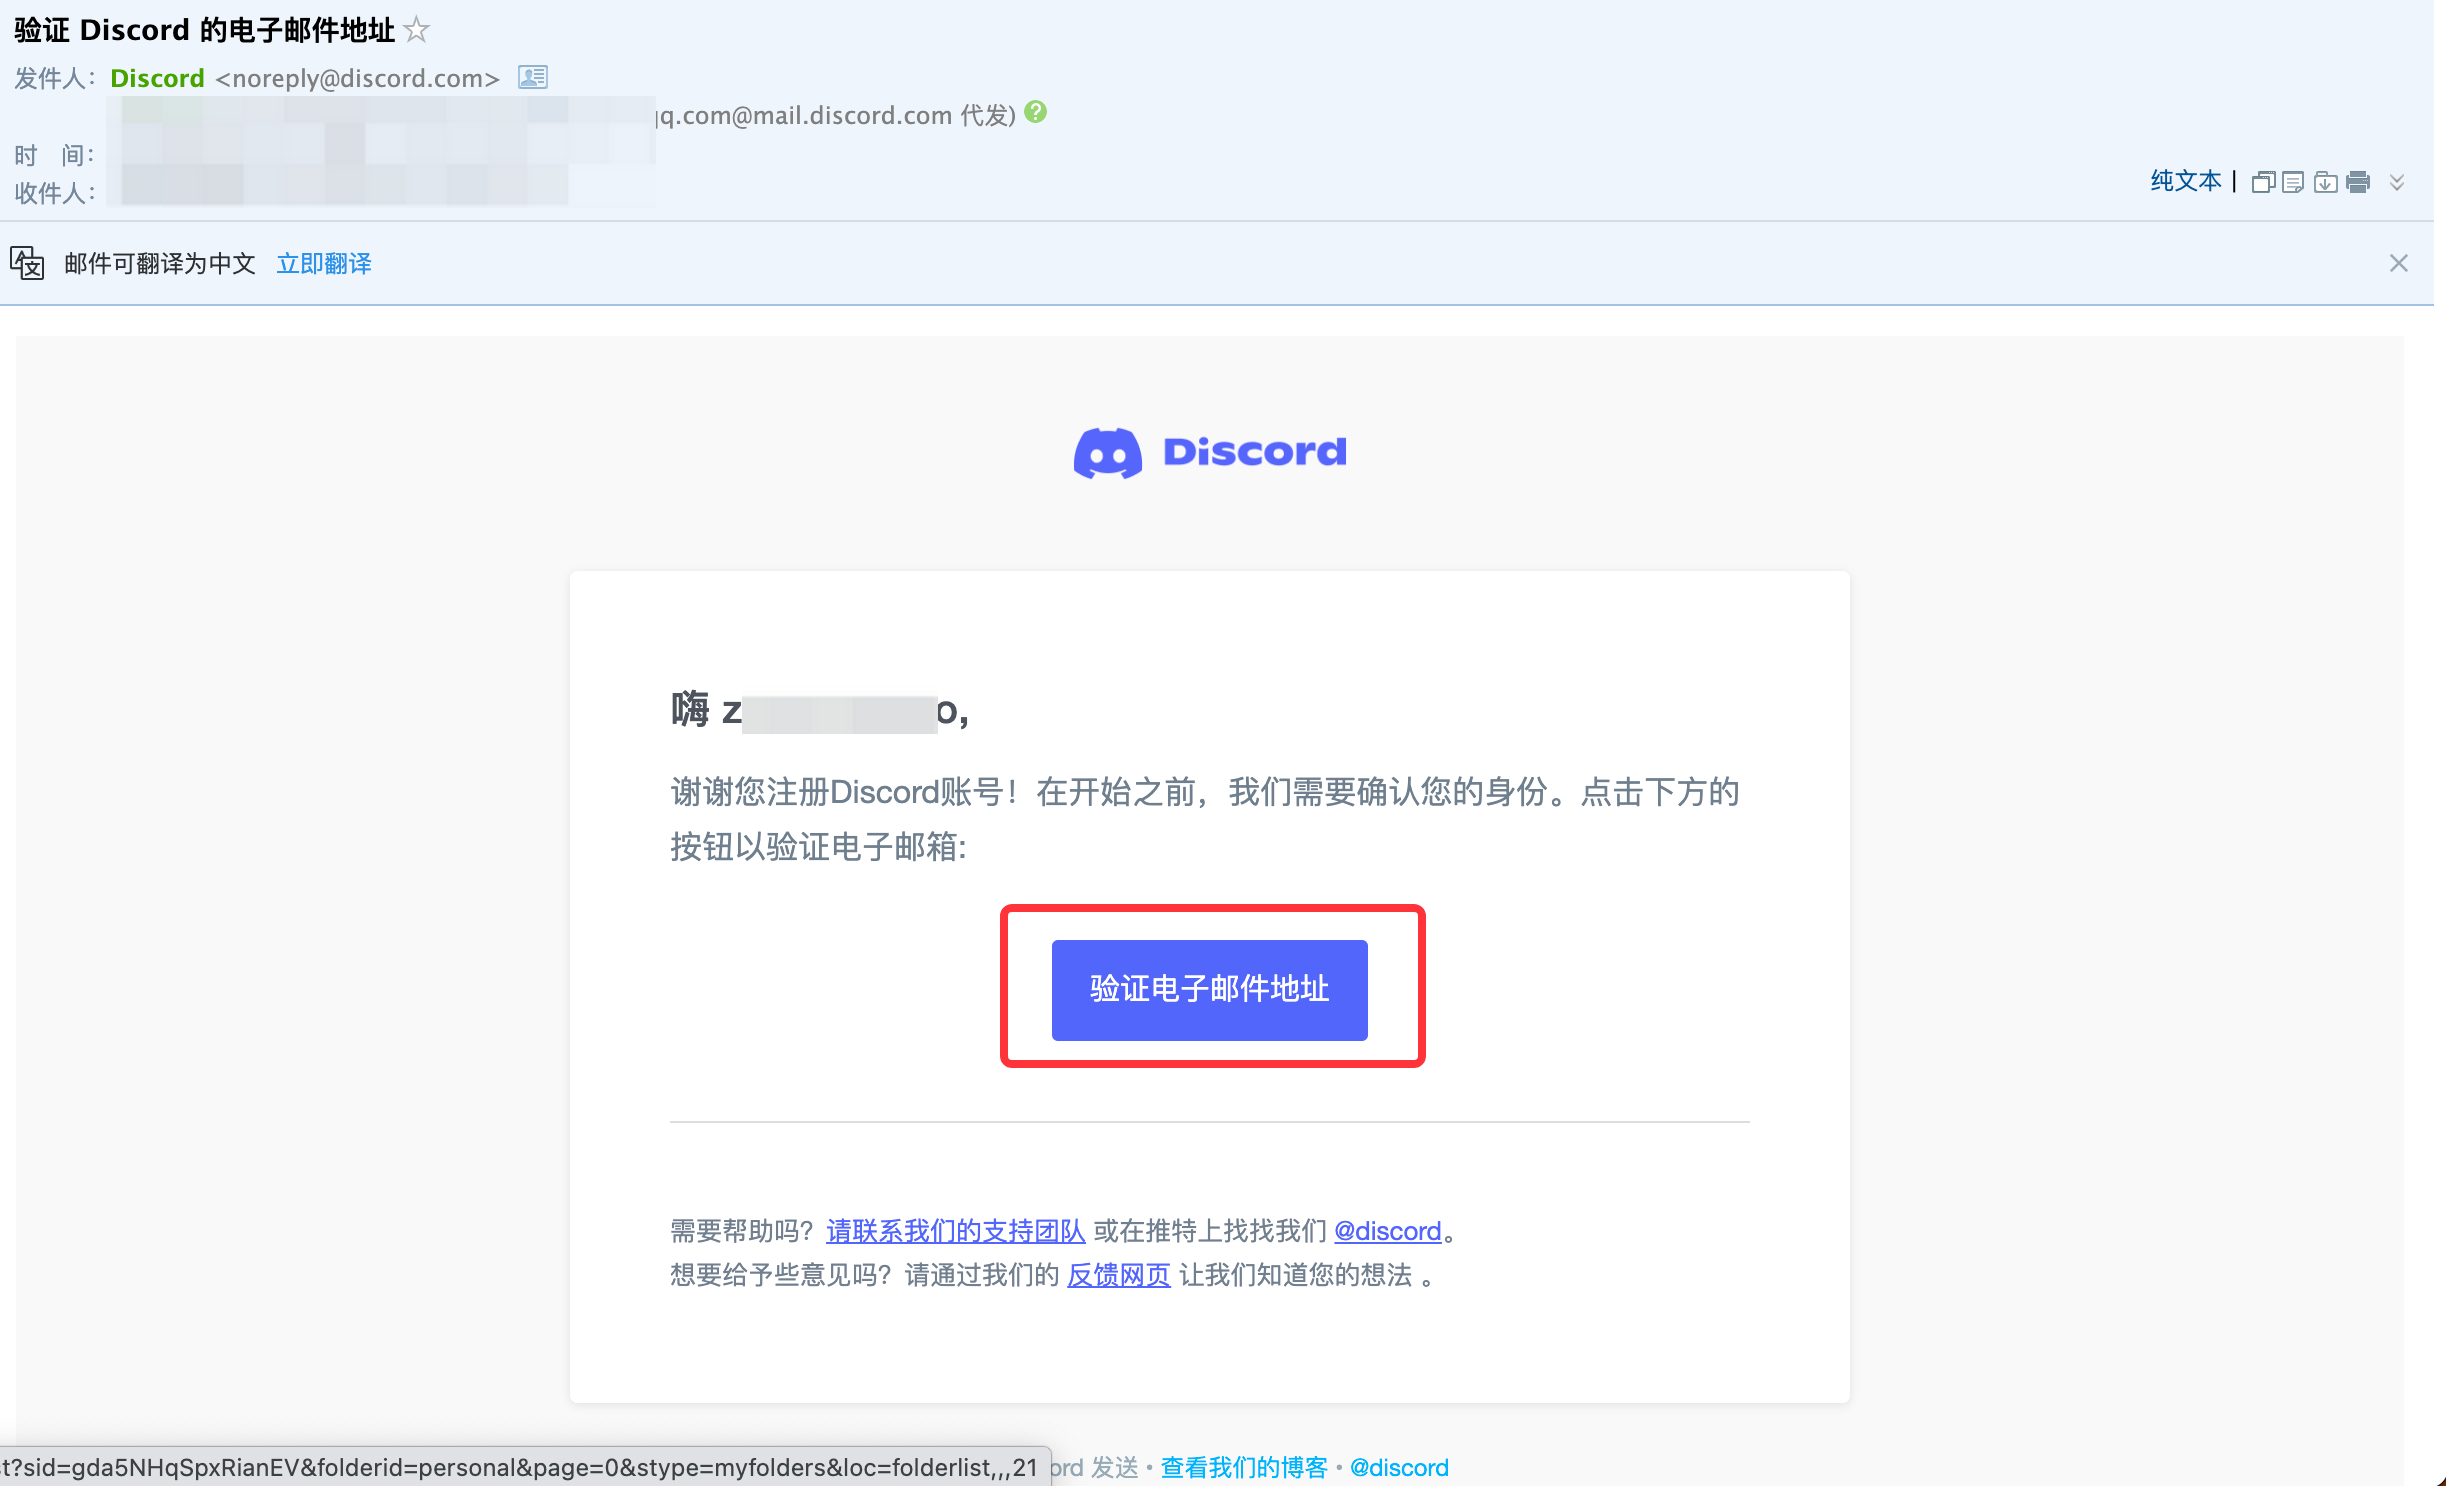 验证 Discord 的电子邮件地址
发件人： Discord <noreply@discord.com>
q.com@mail.discord.com 代发)
时 间：
收件人：
纯文本 |
邮件可翻译为中文 立即翻译
Discord
嗨 z o,
谢谢您注册Discord账号！在开始之前，我们需要确认您的身份。点击下方的
按钮以验证电子邮箱:
验证电子邮件地址
需要帮助吗？请联系我们的支持团队 或在推特上找找我们 @discord。
想要给予些意见吗？请通过我们的 反馈网页 让我们知道您的想法 。
t?sid=gda5NHqSpxRianEV&folderid=personal&page=0&stype=myfolders&loc=folderlist,,,21
ord 发送 • 查看我们的博客 • @discord